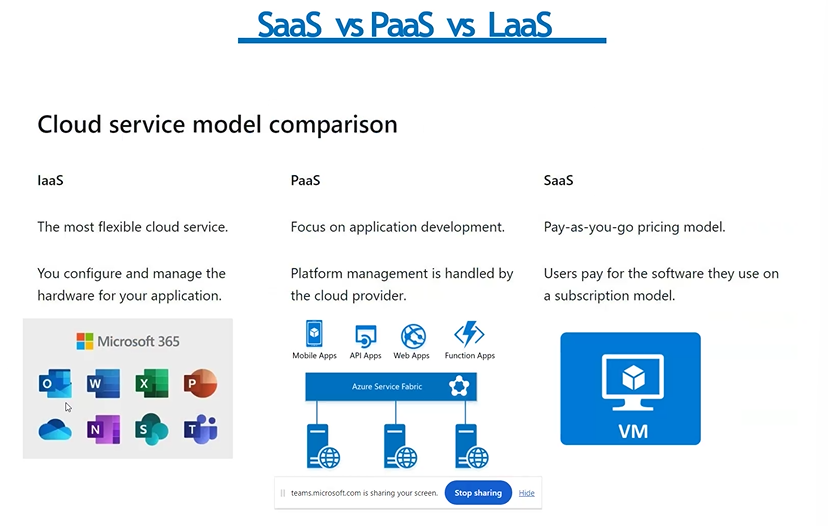 SaaS vs PaaS vs LaaS
Cloud service model comparison
IaaS
The most flexible cloud service.
You configure and manage the
hardware for your application.
Microsoft 365
O
W
X
P
N
S
T
PaaS
Focus on application development.
Platform management is handled by
the cloud provider.
Mobile Apps
API Apps
Web Apps
Function Apps
Azure Service Fabric
SaaS
Pay-as-you-go pricing model.
Users pay for the software they use on
a subscription model.
VM
teams.microsoft.com is sharing your screen.
Stop sharing
Hide